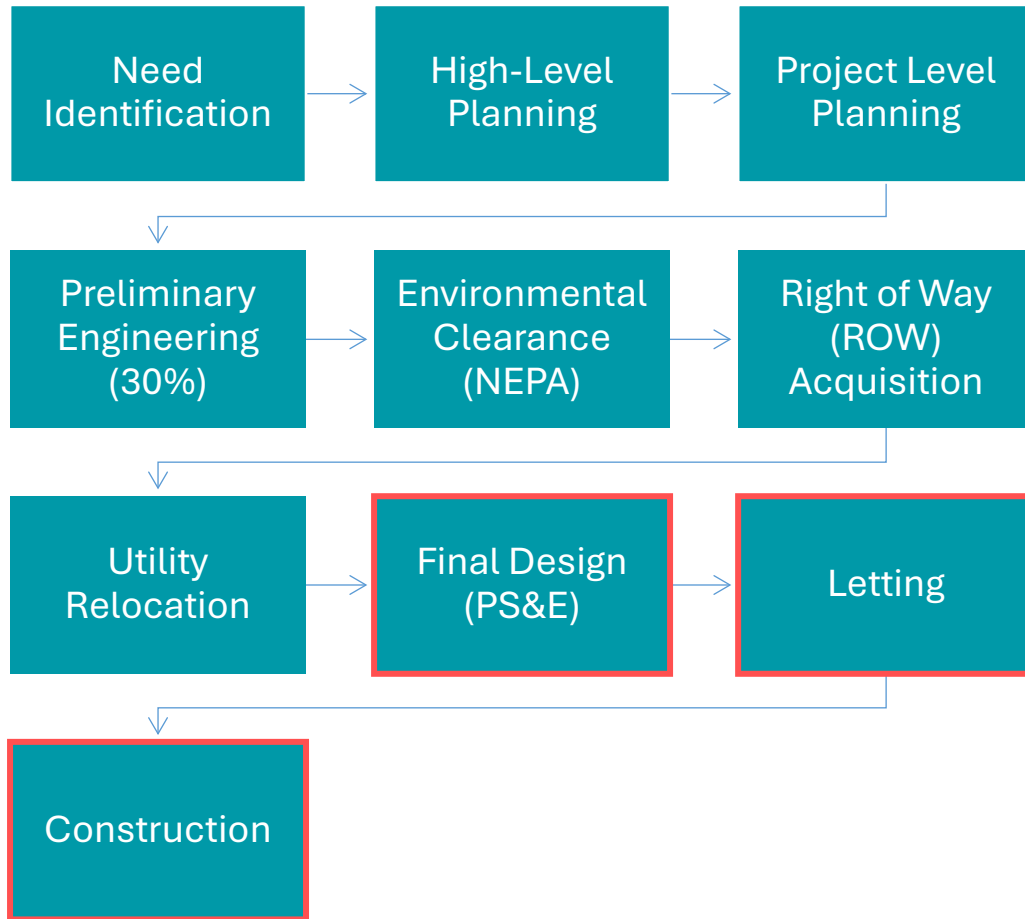 Need
Identification
High-Level
Planning
Project Level
Planning
Preliminary
Engineering
(30%)
Environmental
Clearance
(NEPA)
Right of Way
(ROW)
Acquisition
Utility
Relocation
Final Design
(PS&E)
Letting
Construction